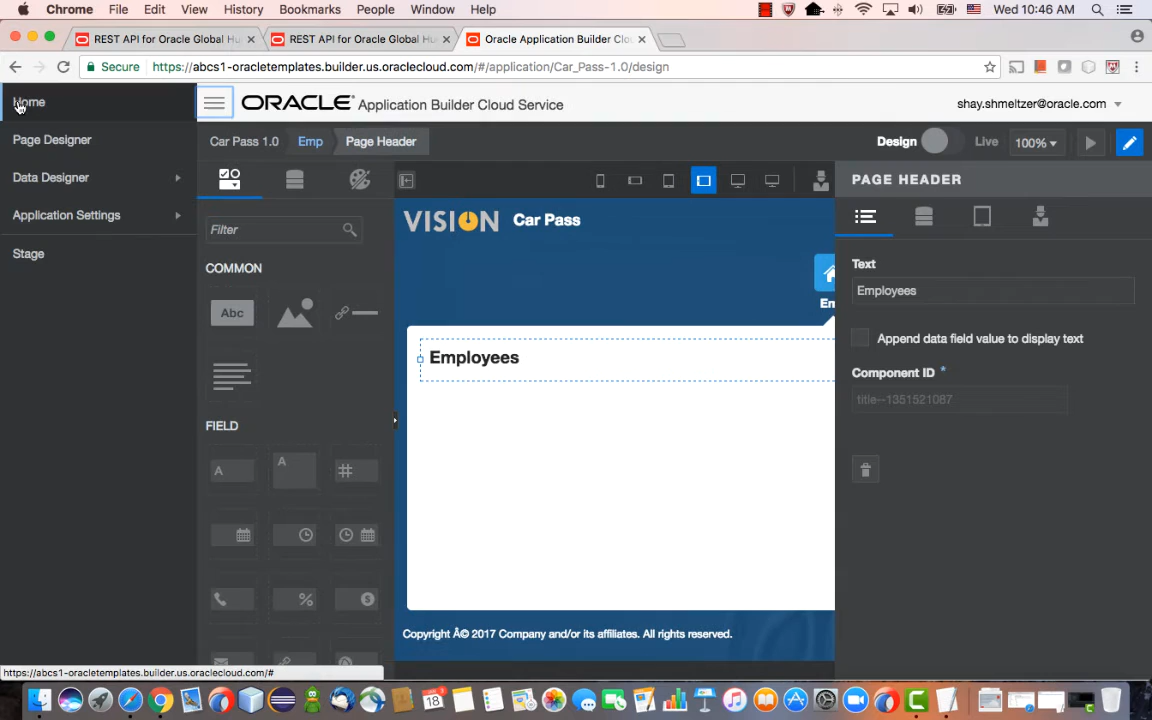 Chrome File Edit View History Bookmarks People Window Help Wed 10:46 AM
REST API for Oracle Global Hu REST API for Oracle Global Hu Oracle Application Builder Clo
Secure https://abcs1-oracletemplates.builder.us.oraclecloud.com/#/application/Car_Pass-1.0/design
Home
ORACLE Application Builder Cloud Service
shay.shmeltzer@oracle.com
Page Designer
Car Pass 1.0 Emp Page Header
Design Live 100%
Data Designer
PAGE HEADER
Application Settings
VISION Car Pass
Filter
Stage
COMMON
Text
Employees
Abc
En
Append data field value to display text
Employees
Component ID *
title--1351521087
FIELD
A A #
%
$
Copyright Â© 2017 Company and/or its affiliates. All rights reserved.
https://abcs1-oracletemplates.builder.us.oraclecloud.com/#
18